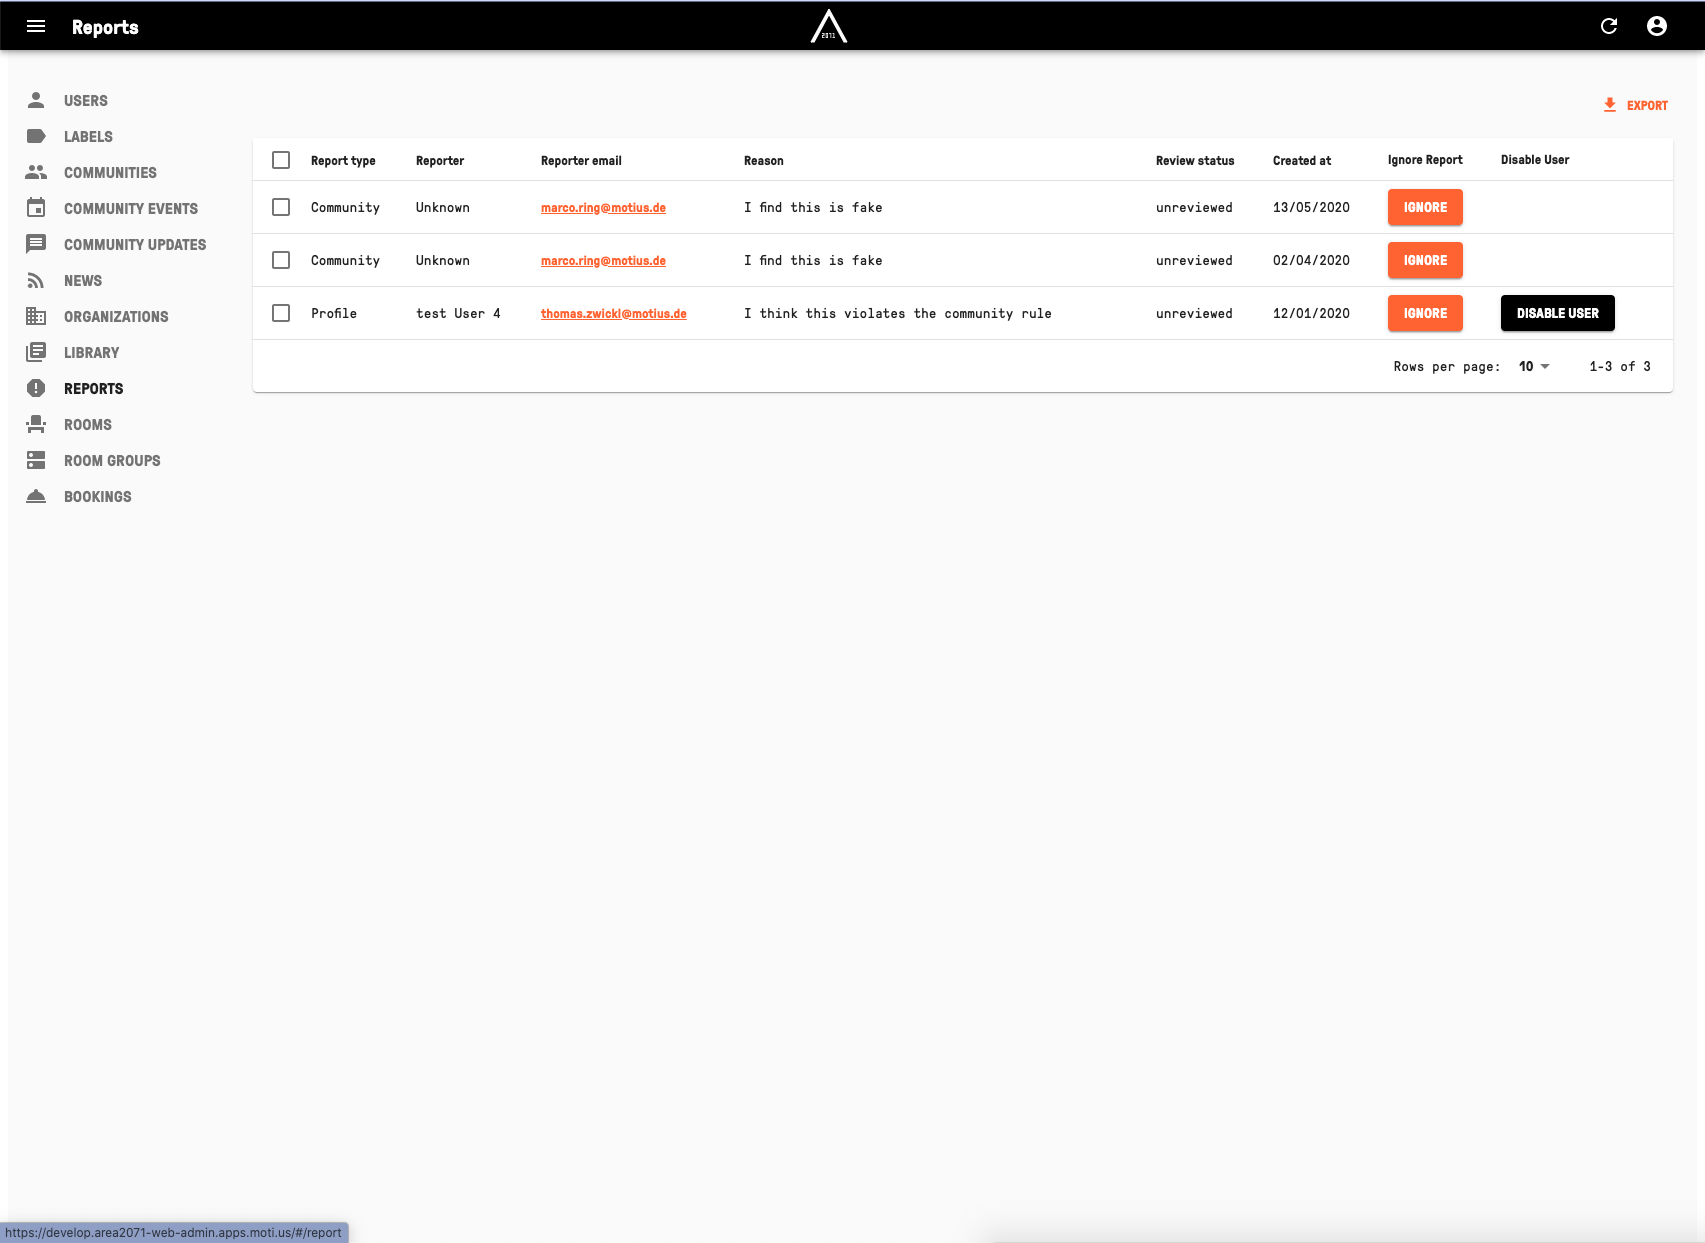 Reports
2071
USERS
LABELS
COMMUNITIES
COMMUNITY EVENTS
COMMUNITY UPDATES
NEWS
ORGANIZATIONS
LIBRARY
REPORTS
ROOMS
ROOM GROUPS
BOOKINGS
EXPORT
Report type Reporter Reporter email Reason Review status Created at Ignore Report Disable User
Community Unknown marco.ring@motius.de I find this is fake unreviewed 13/05/2020 IGNORE
Community Unknown marco.ring@motius.de I find this is fake unreviewed 02/04/2020 IGNORE
Profile test User 4 thomas.zwickl@motius.de I think this violates the community rule unreviewed 12/01/2020 IGNORE DISABLE USER
Rows per page: 10 1-3 of 3
https://develop.area2071-web-admin.apps.moti.us/#/report